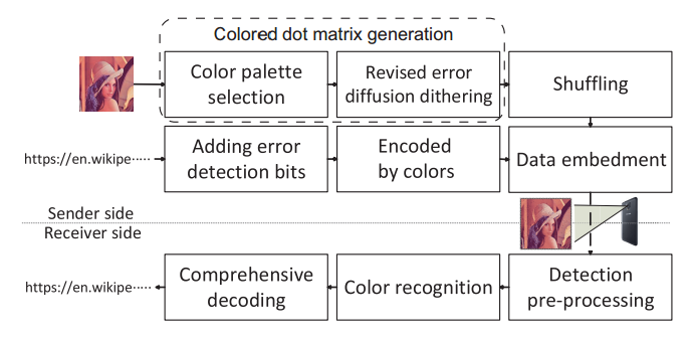 Colored dot matrix generation
Color palette
selection
Revised error
diffusion dithering
Shuffling
https://en.wikipe·····
Adding error
detection bits
Encoded
by colors
Data embedment
Sender side
Receiver side
https://en.wikipe·····
Comprehensive
decoding
Color recognition
Detection
pre-processing